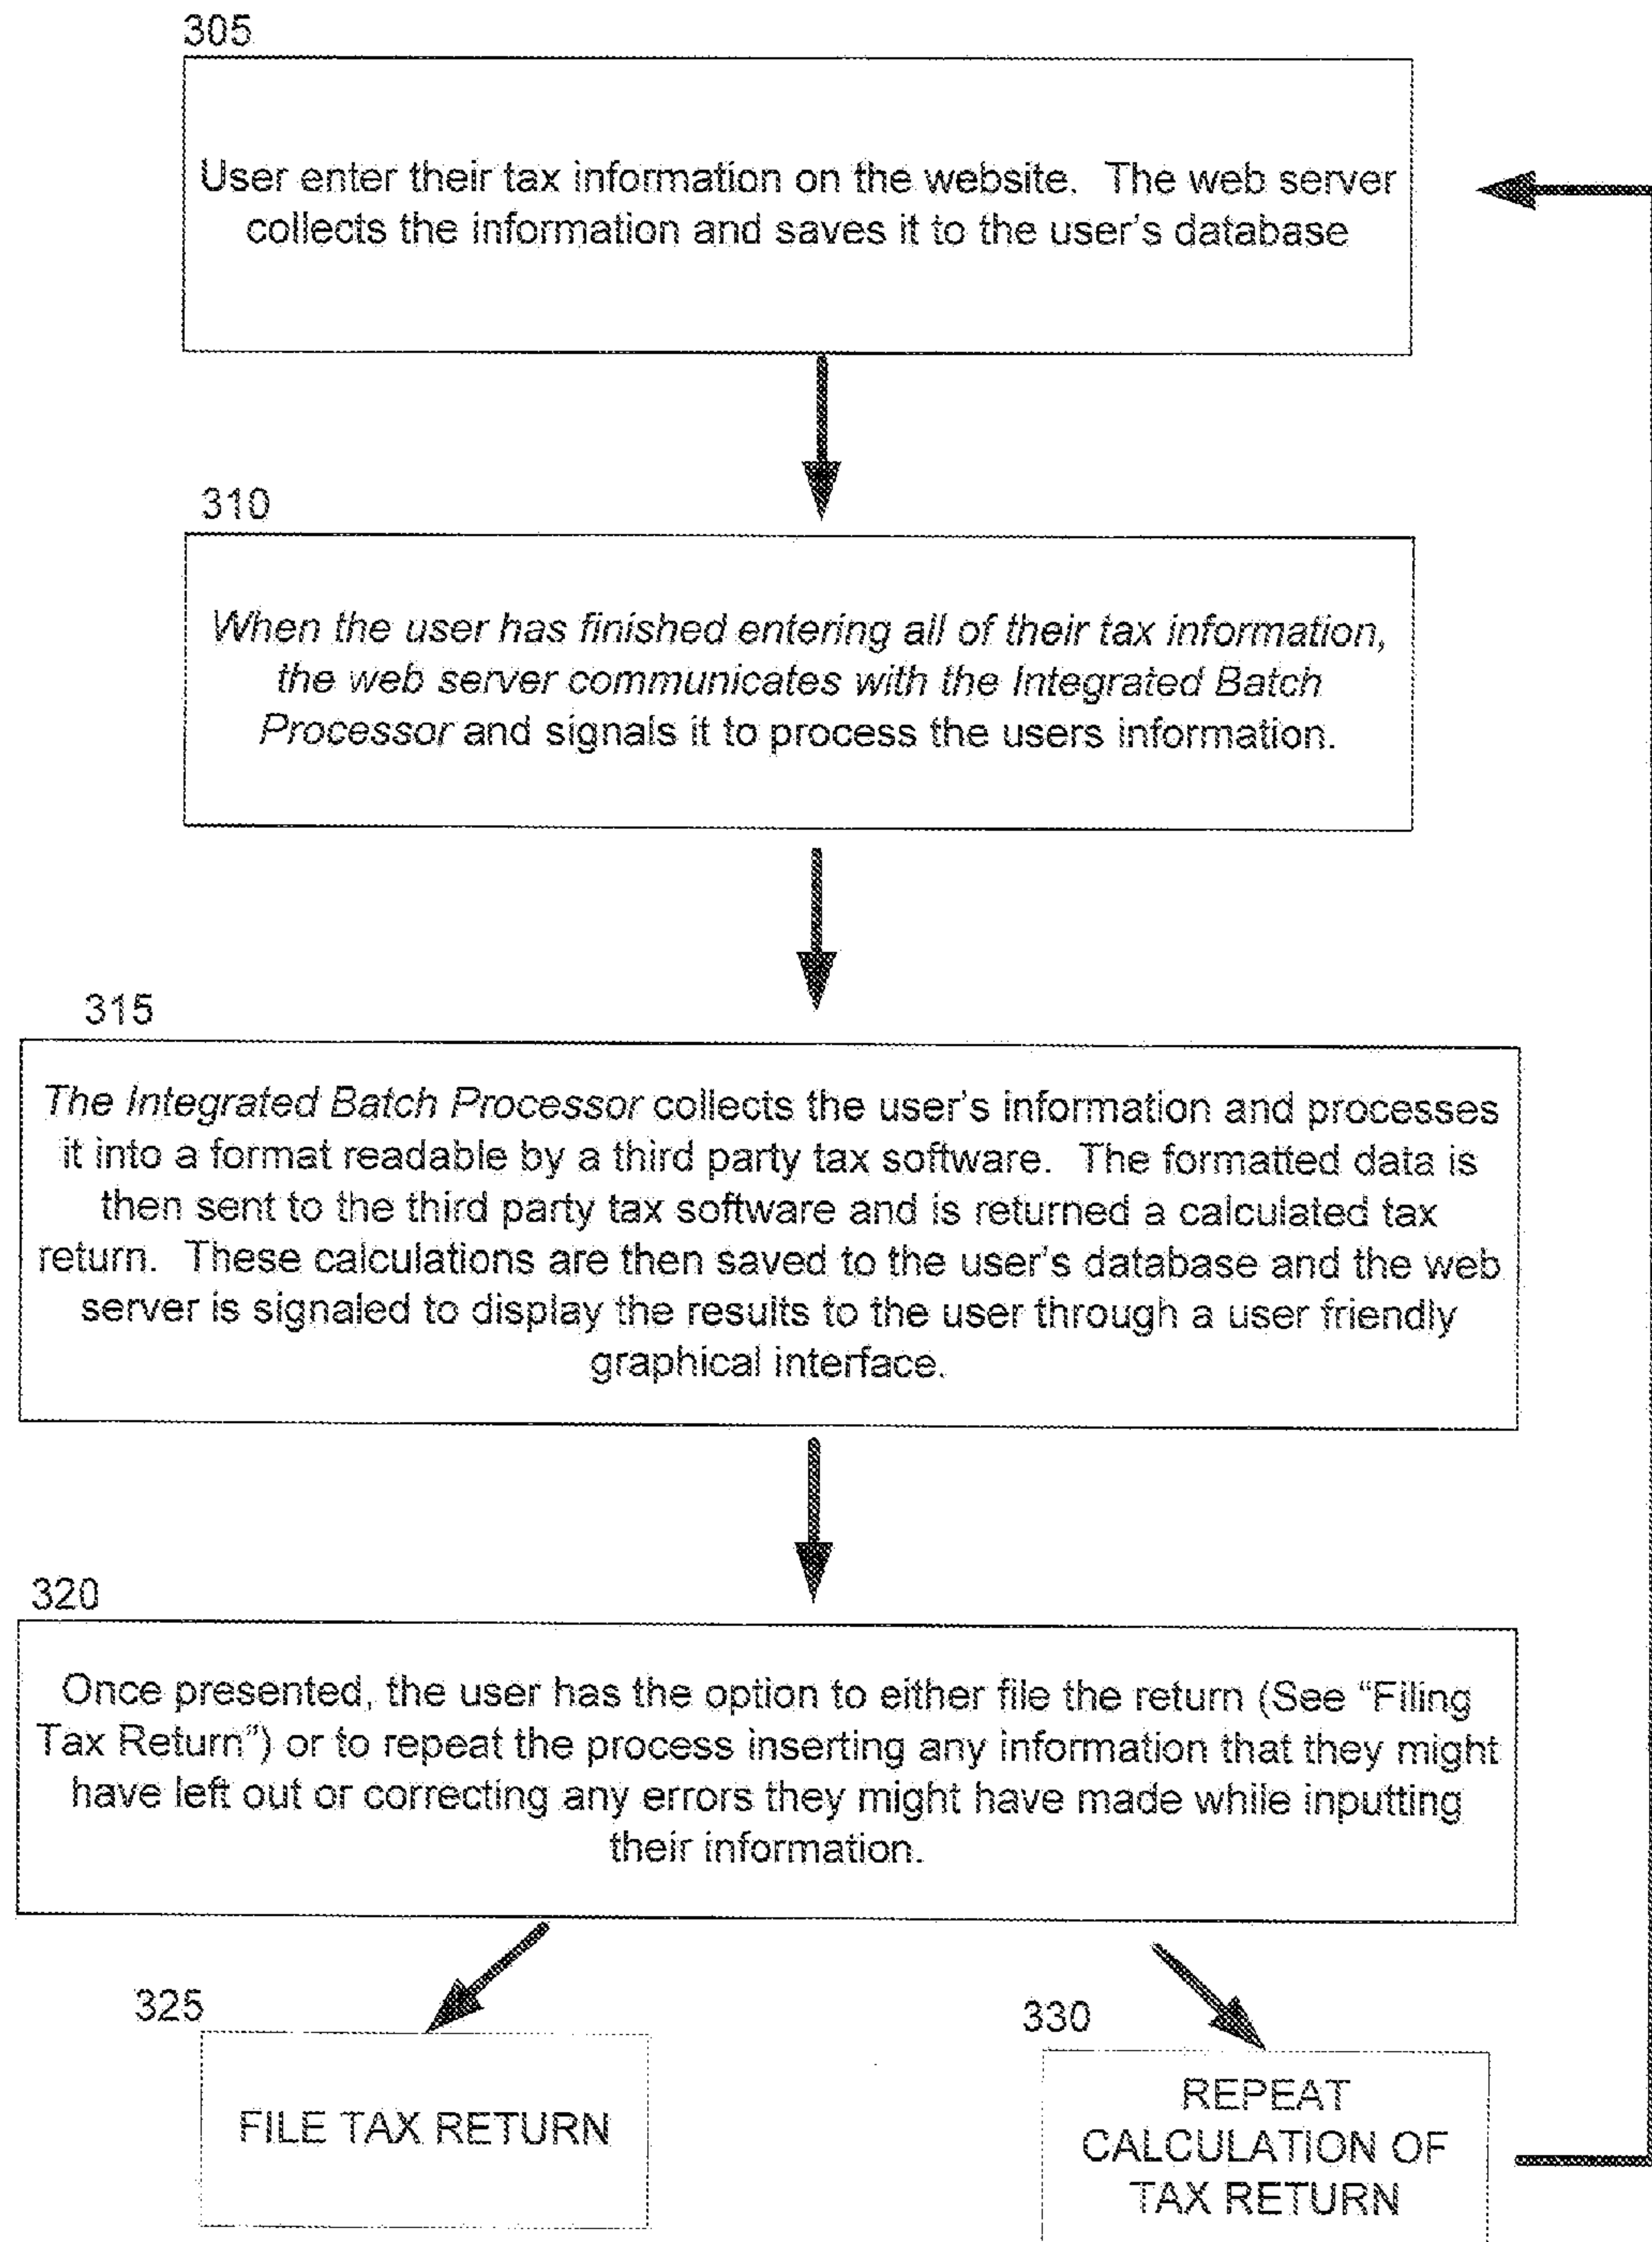 305
User enter their tax information on the website. The web server
collects the information and saves it to the user's database
310
When the user has finished entering all of their tax information,
the web server communicates with the Integrated Batch
Processor and signals it to process the users information.
315
The Integrated Batch Processor collects the user's information and processes
it into a format readable by a third party tax software. The formatted data is
then sent to the third party tax software and is returned a calculated tax
return. These calculations are then saved to the user's database and the web
server is signaled to display the results to the user through a user friendly
graphical interface.
320
Once presented, the user has the option to either file the return (See “Filing
Tax Return”) or to repeat the process inserting any information that they might
have left out or correcting any errors they might have made while inputting
their information.
325
FILE TAX RETURN
330
REPEAT
CALCULATION OF
TAX RETURN